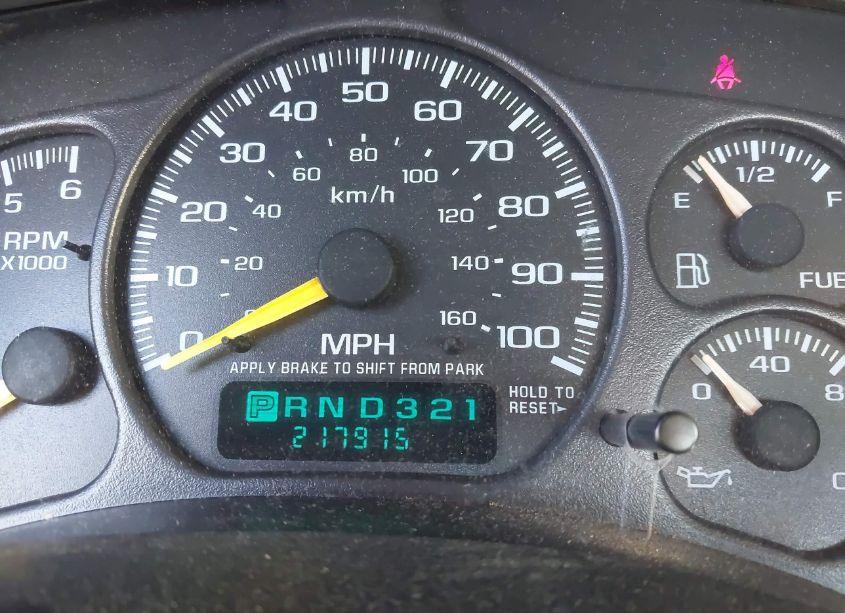 5 6
RPM
X1000
0 10 20 30 40 50 60 70 80 90 100
20 40 60 80 100 120 140 160
km/h
MPH
APPLY BRAKE TO SHIFT FROM PARK
PRND321
217915
HOLD TO
RESET
E 1/2 F
FUE
0 40 8